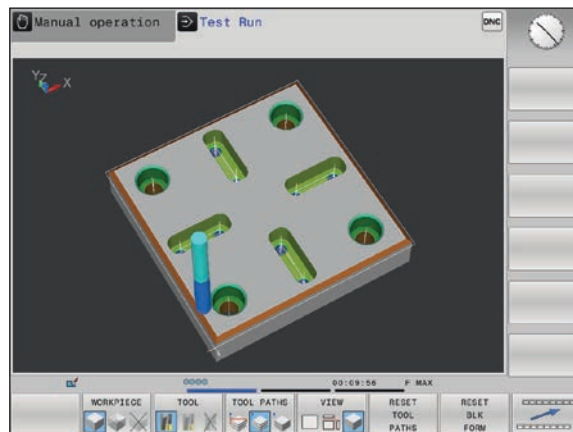 Manual operation
Test Run
DNC
Y Z X
0000
00:09:56 F MAX
WORKPIECE
TOOL
TOOL PATHS
VIEW
RESET TOOL PATHS
RESET BLK FORM